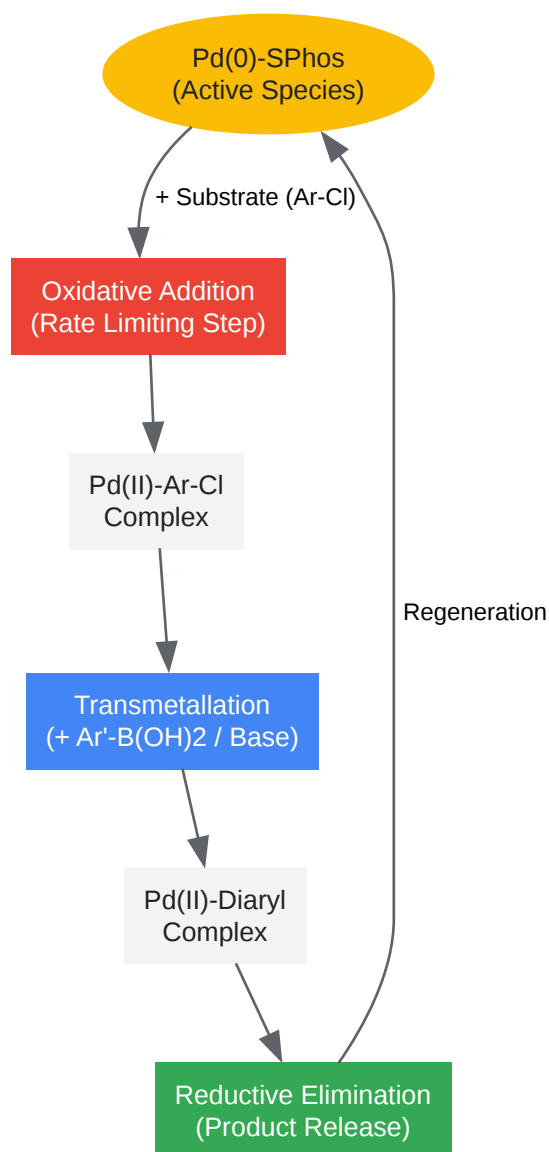 Pd(0)-SPhos
(Active Species)
+ Substrate (Ar-Cl)
Oxidative Addition
(Rate Limiting Step)
Pd(II)-Ar-Cl
Complex
Regeneration
Transmetallation
(+ Ar'-B(OH)2 / Base)
Pd(II)-Diaryl
Complex
Reductive Elimination
(Product Release)